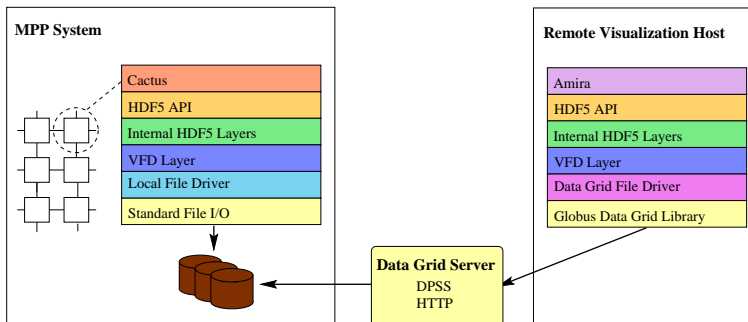 MPP System
Cactus
HDF5 API
Internal HDF5 Layers
VFD Layer
Local File Driver
Standard File I/O
Data Grid Server
DPSS
HTTP
Remote Visualization Host
Amira
HDF5 API
Internal HDF5 Layers
VFD Layer
Data Grid File Driver
Globus Data Grid Library